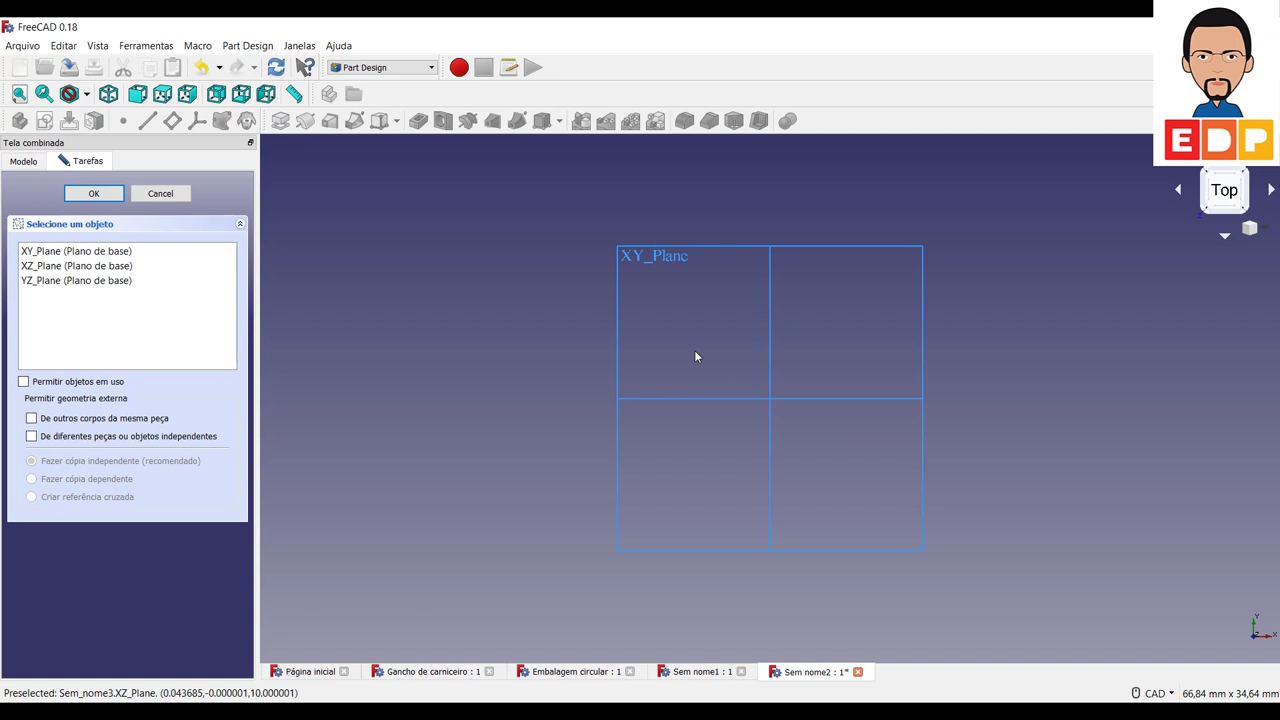 FreeCAD 0.18
Arquivo Editar Vista Ferramentas Macro Part Design Janelas Ajuda
Part Design
E D P
Tela combinada
Modelo Tarefas
Top
OK Cancel
Selecione um objeto
XY_Plane (Plano de base)
XZ_Plane (Plano de base)
YZ_Plane (Plano de base)
XY_Plane
Permitir objetos em uso
Permitir geometria externa
De outros corpos da mesma peça
De diferentes peças ou objetos independentes
Fazer cópia independente (recomendado)
Fazer cópia dependente
Criar referência cruzada
Y
Z
X
Página inicial Gancho de carniceiro : 1 Embalagem circular : 1 Sem nome1 : 1 Sem nome2 : 1*
Preselected: Sem_nome3.XZ_Plane. (0.043685,-0.000001,10.000001) CAD 66,84 mm x 34,64 mm